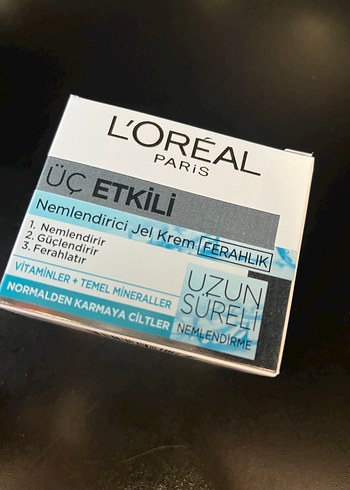 L'ORÉAL
PARiS
ÜÇ ETKİLİ
Nemlendirici Jel Krem FERAHLIK
1. Nemlendirir
2. Güçlendirir
3. Ferahlatır
VİTAMİNLER + TEMEL MİNERALLER
NORMALDEN KARMAYA CİLTLER
UZUN
SÜRELİ
NEMLENDİRME